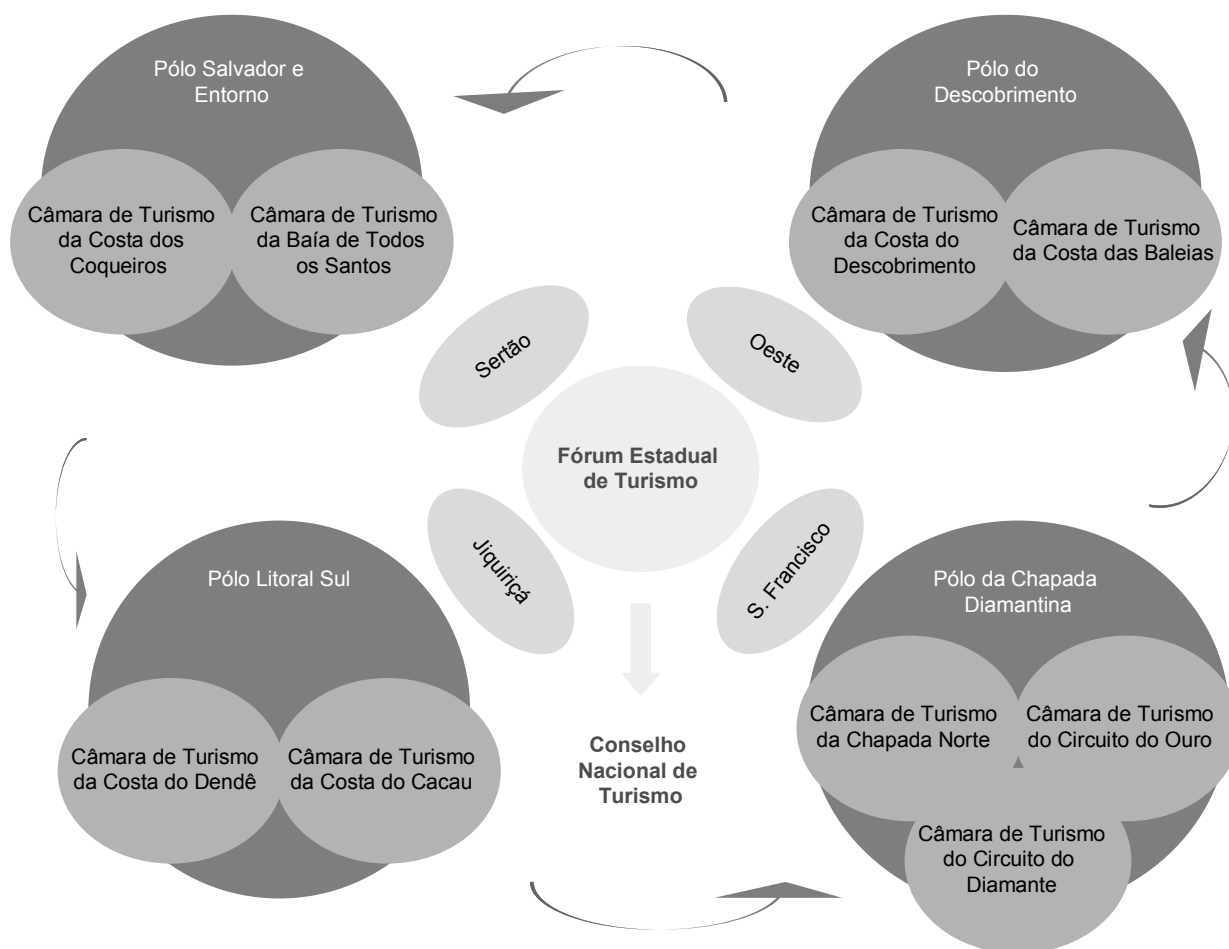 Pólo Salvador e
Entorno
Câmara de Turismo
da Costa dos
Coqueiros
Câmara de Turismo
da Baía de Todos
os Santos
Pólo do
Descobrimento
Câmara de Turismo
da Costa do
Descobrimento
Câmara de Turismo
da Costa das Baleias
Sertão
Oeste
Fórum Estadual
de Turismo
Jiquiriçá
S. Francisco
Pólo Litoral Sul
Câmara de Turismo
da Costa do Dendê
Câmara de Turismo
da Costa do Cacau
Conselho
Nacional de
Turismo
Pólo da Chapada
Diamantina
Câmara de Turismo
da Chapada Norte
Câmara de Turismo
do Circuito do Ouro
Câmara de Turismo
do Circuito do
Diamante